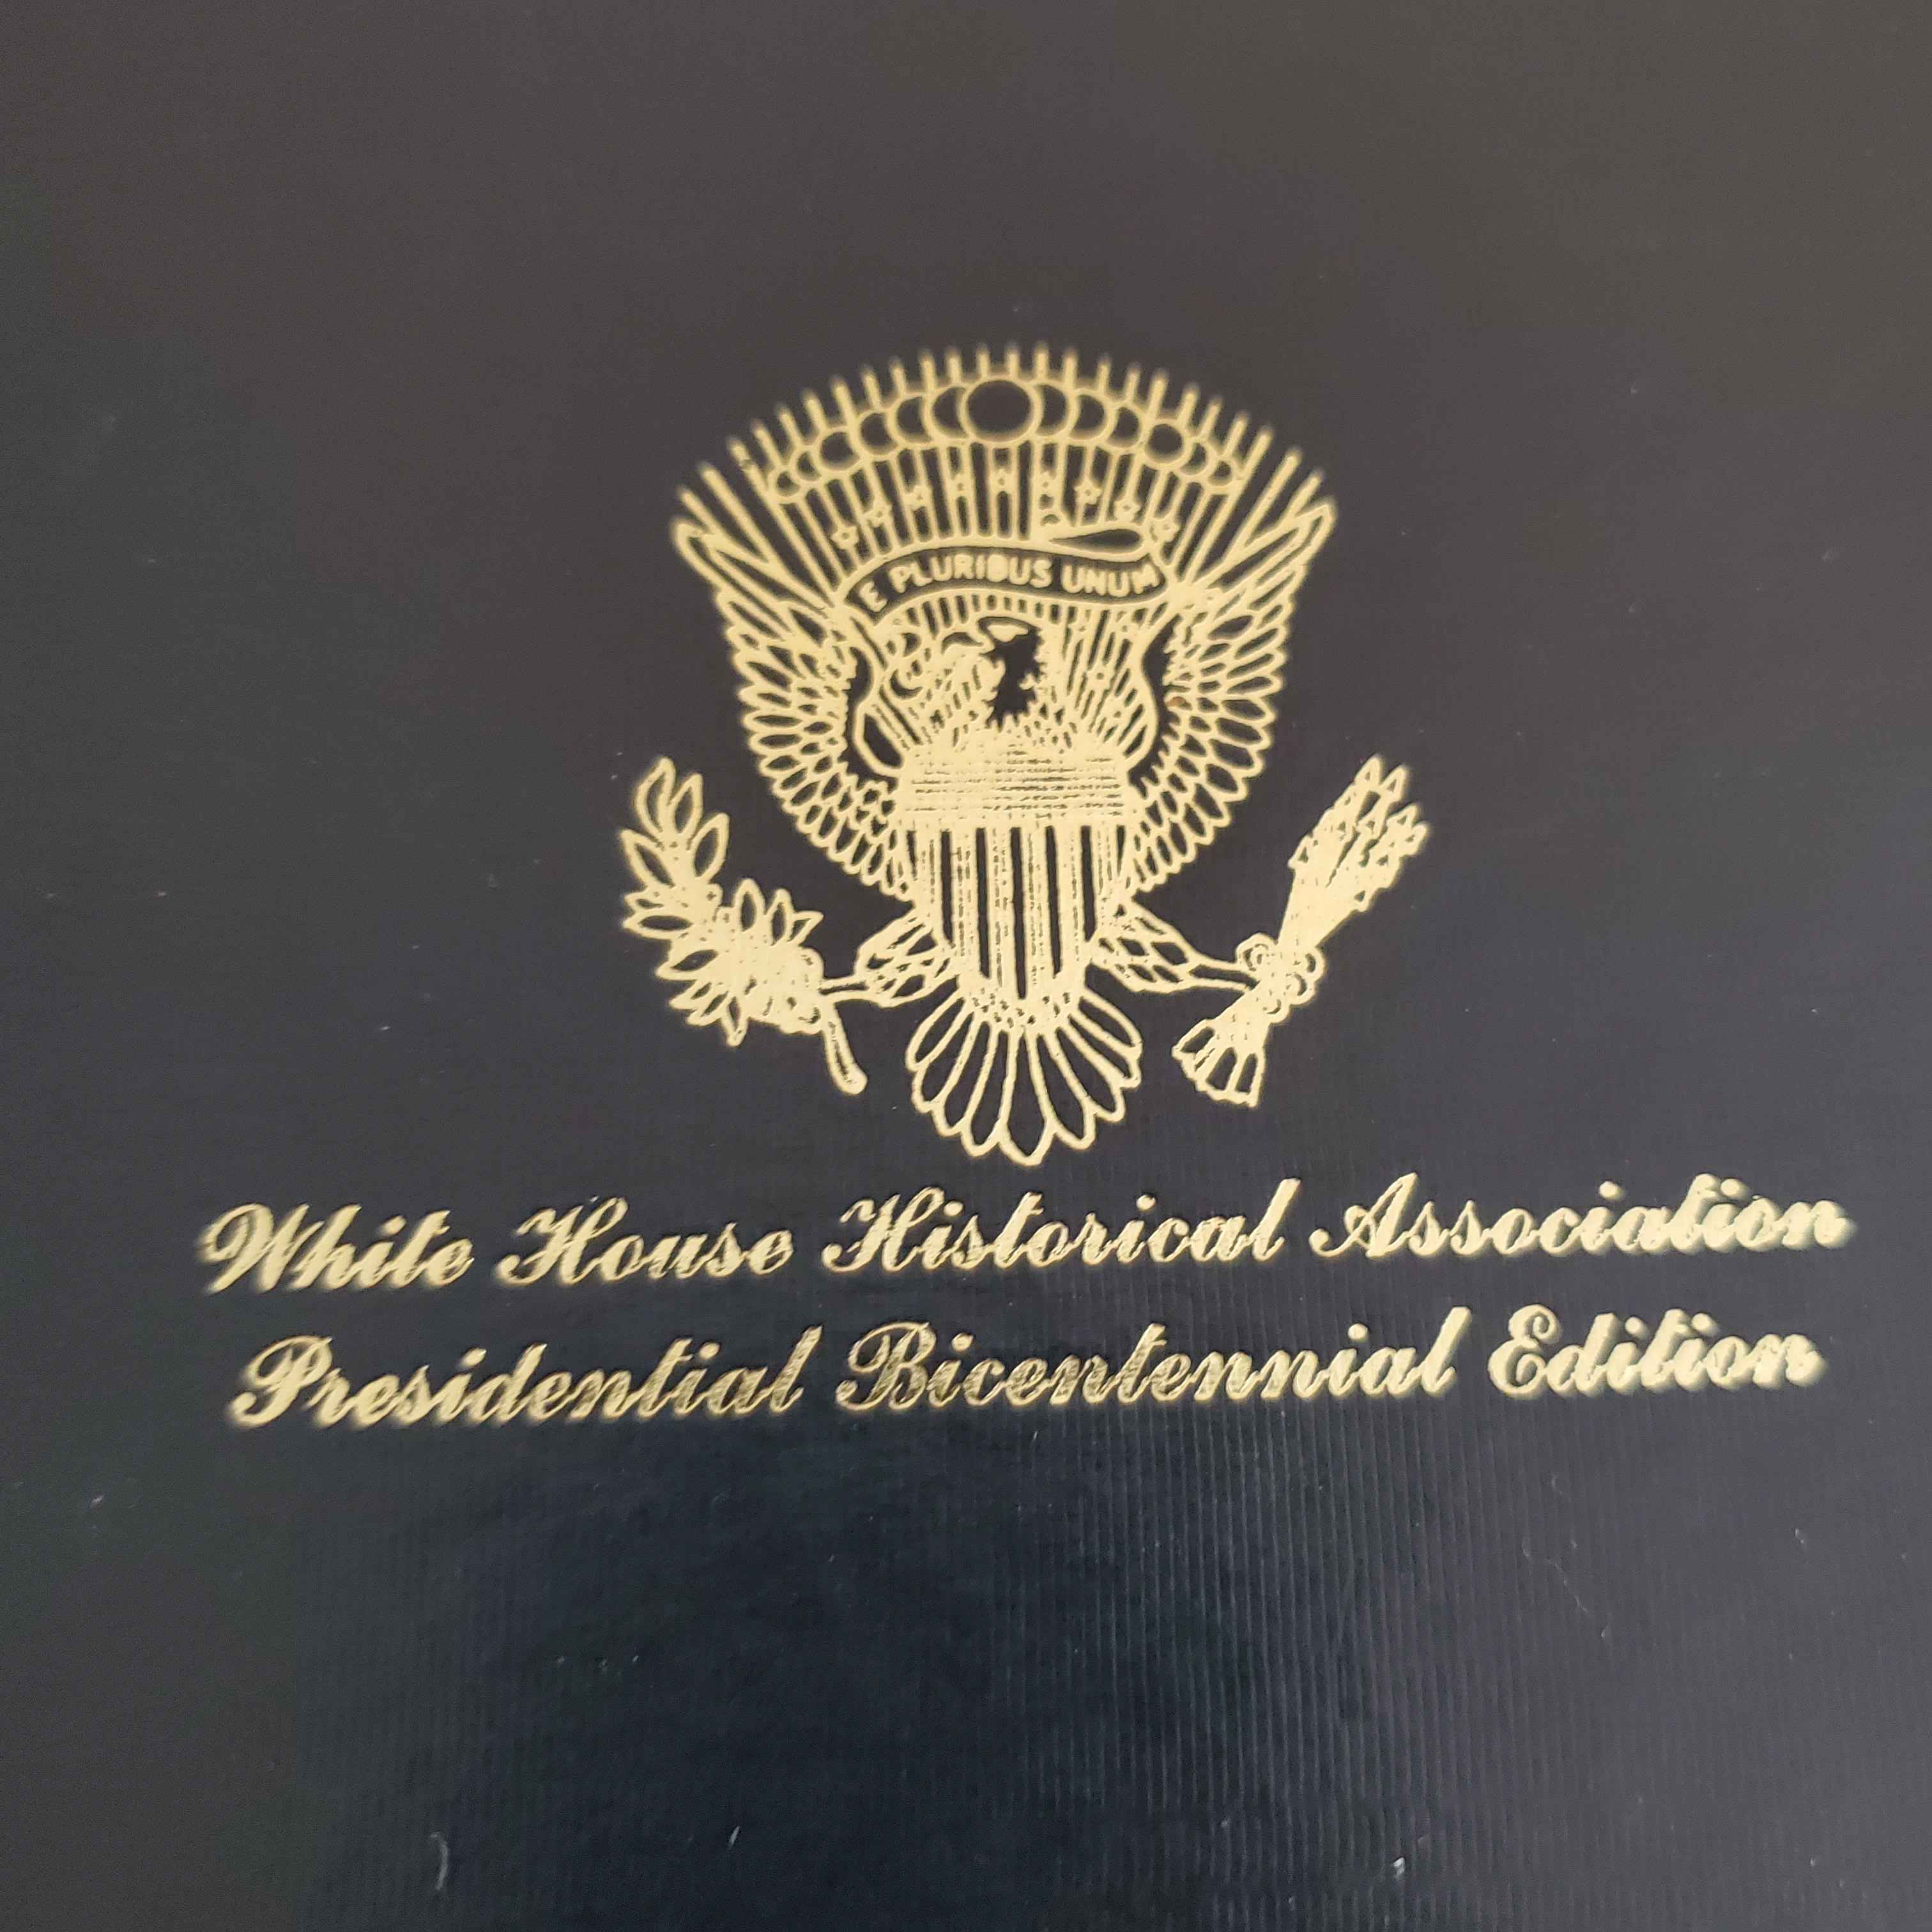 E PLURIBUS UNUM
White House Historical Association
Presidential Bicentennial Edition